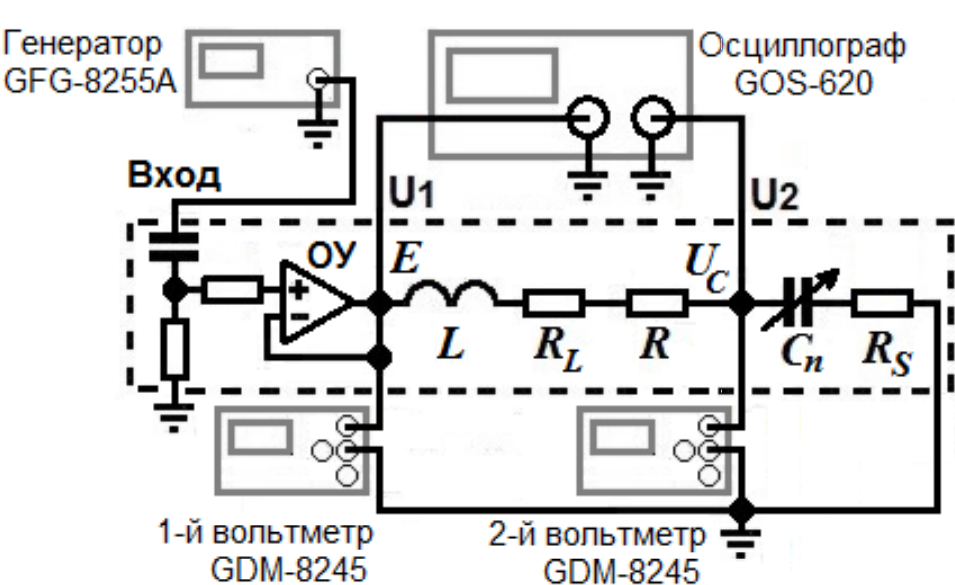 Генератор
GFG-8255A
Осциллограф
GOS-620
Вход
U1
U2
ОУ
E
U_C
+
−
L
R_L
R
C_n
R_S
1-й вольтметр
GDM-8245
2-й вольтметр
GDM-8245